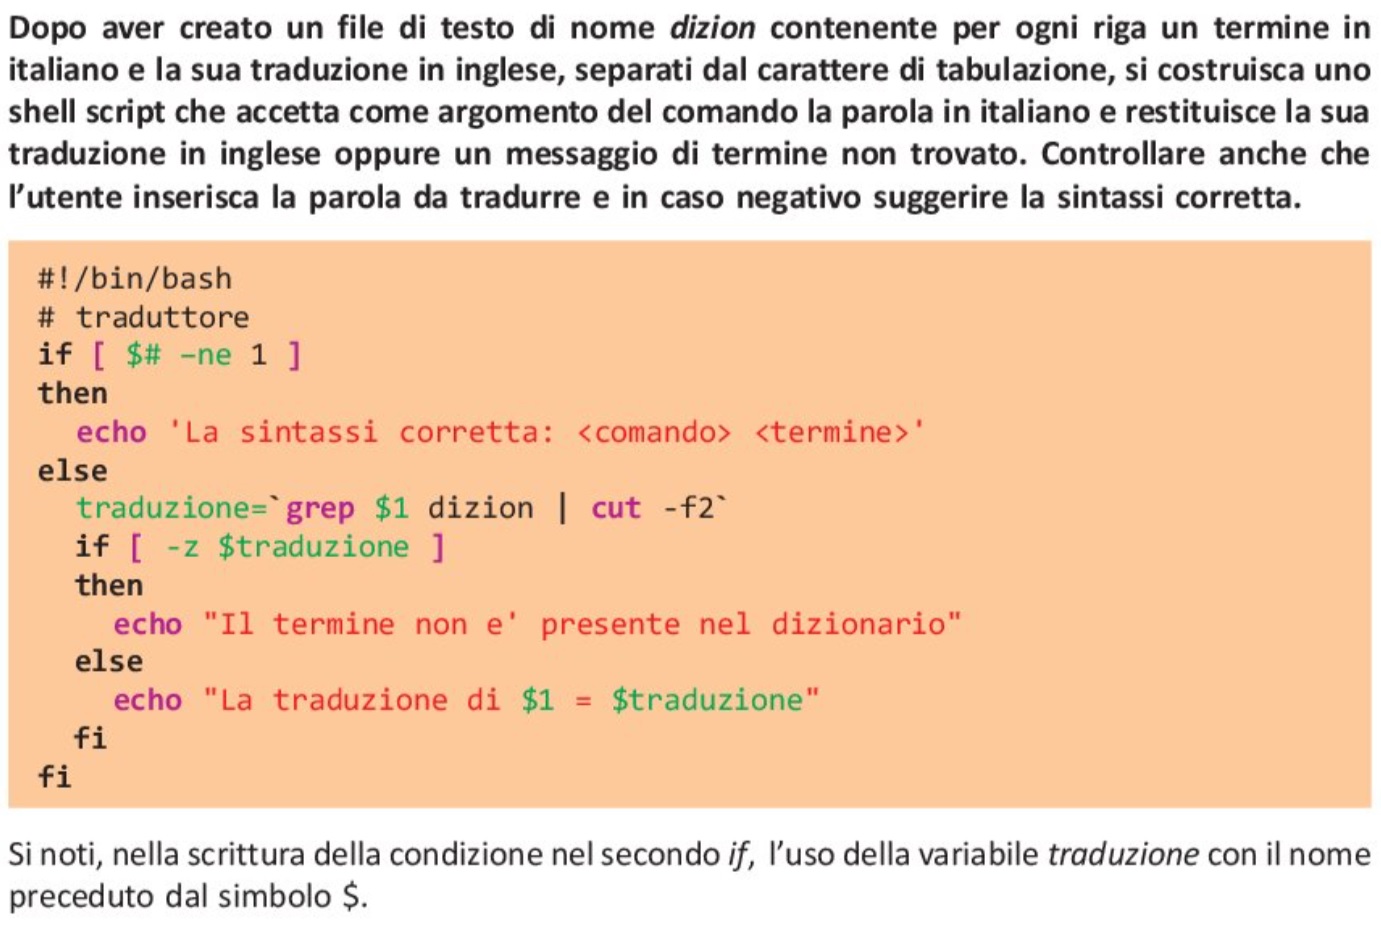 Dopo aver creato un file di testo di nome dizion contenente per ogni riga un termine in
italiano e la sua traduzione in inglese, separati dal carattere di tabulazione, si costruisca uno
shell script che accetta come argomento del comando la parola in italiano e restituisce la sua
traduzione in inglese oppure un messaggio di termine non trovato. Controllare anche che
l’utente inserisca la parola da tradurre e in caso negativo suggerire la sintassi corretta.
#!/bin/bash
# traduttore
if [ $# –ne 1 ]
then
  echo 'La sintassi corretta: <comando> <termine>'
else
  traduzione=`grep $1 dizion | cut -f2`
  if [ -z $traduzione ]
  then
    echo "Il termine non e' presente nel dizionario"
  else
    echo "La traduzione di $1 = $traduzione"
  fi
fi
Si noti, nella scrittura della condizione nel secondo if, l’uso della variabile traduzione con il nome
preceduto dal simbolo $.